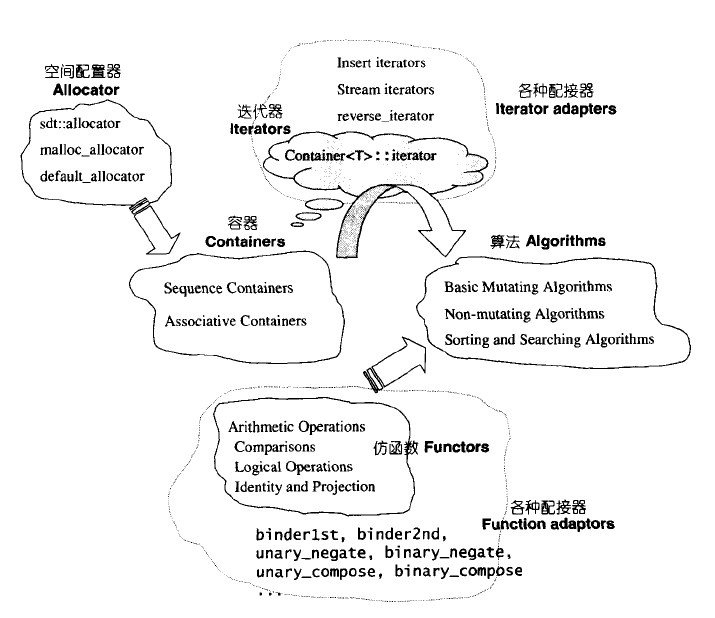 空间配置器
Allocator
sdt::allocator
malloc_allocator
default_allocator
迭代器
Iterators
Insert iterators
Stream iterators
reverse_iterator
Container<T>::iterator
各种配接器
Iterator adapters
容器
Containers
Sequence Containers
Associative Containers
算法 Algorithms
Basic Mutating Algorithms
Non-mutating Algorithms
Sorting and Searching Algorithms
Arithmetic Operations
Comparisons
Logical Operations
Identity and Projection
仿函数 Functors
各种配接器
Function adaptors
binder1st, binder2nd,
unary_negate, binary_negate,
unary_compose, binary_compose
...